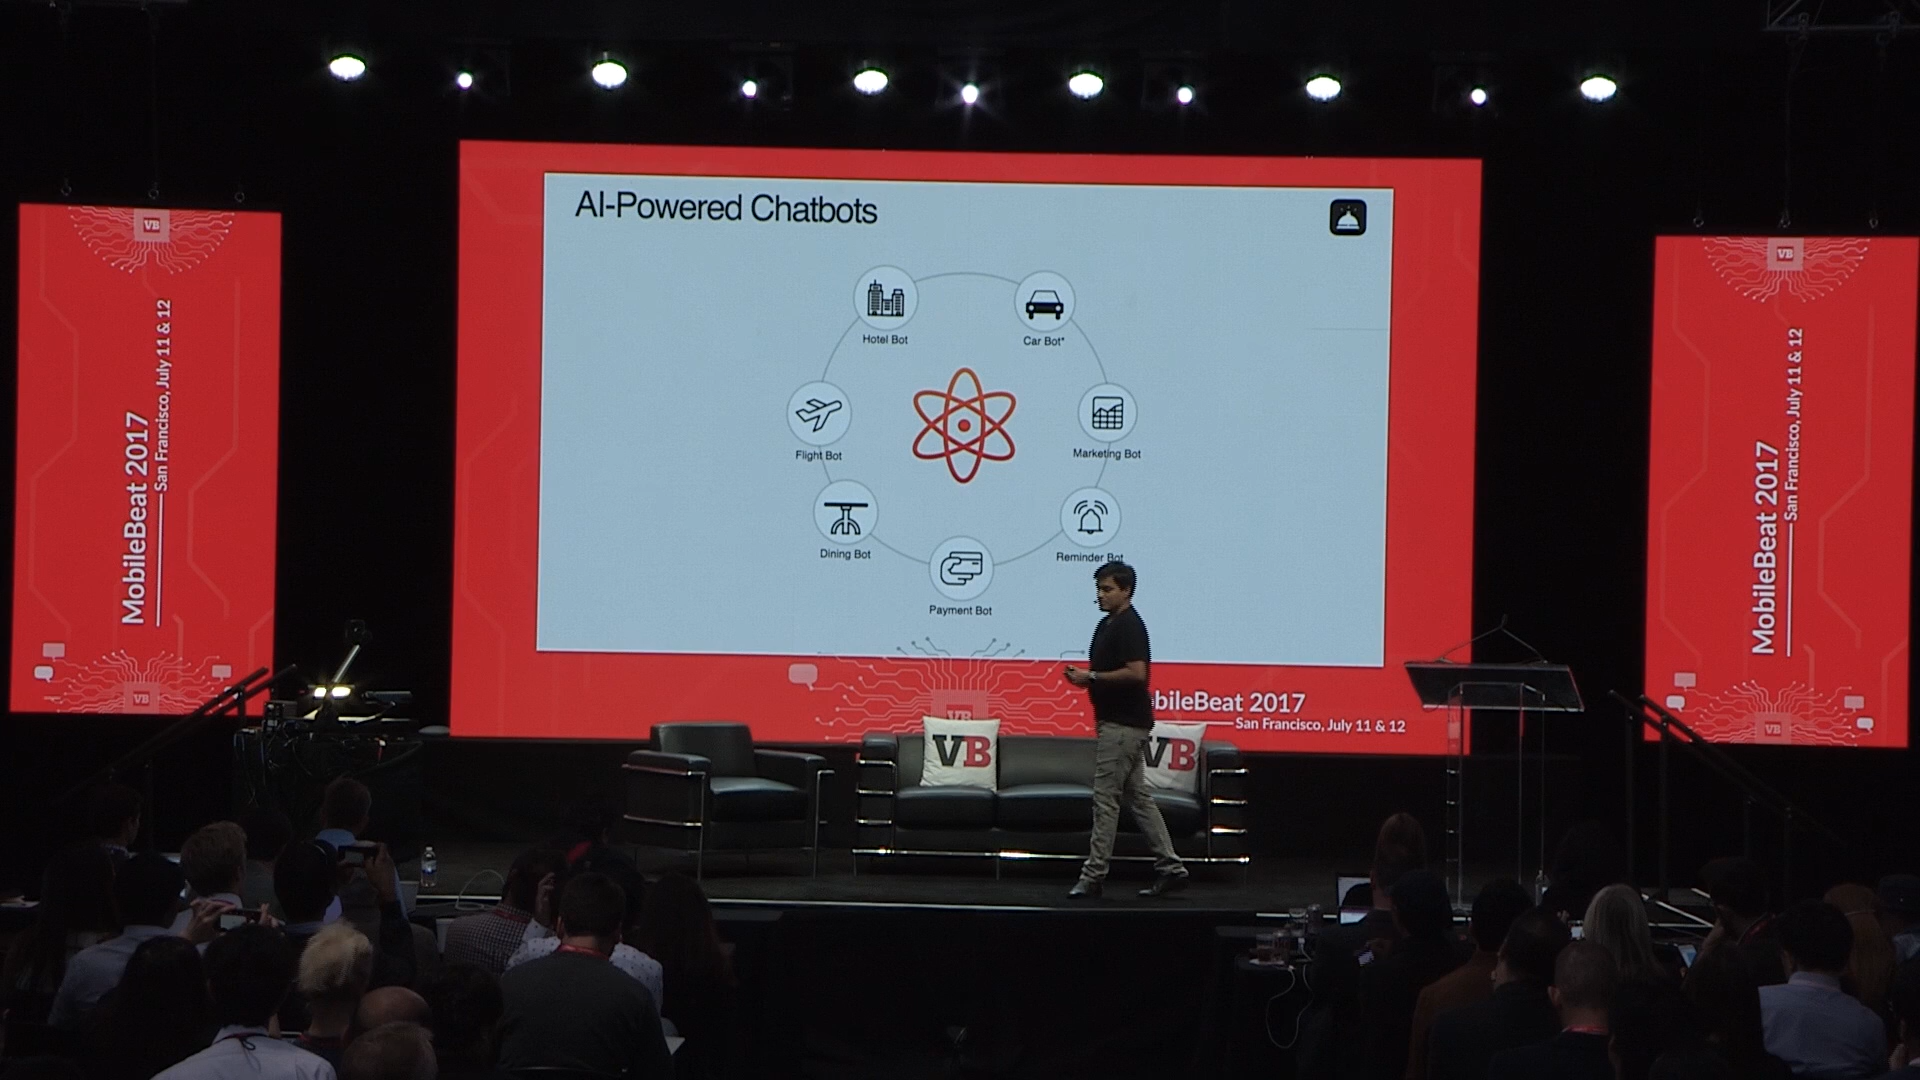 VB
MobileBeat 2017
San Francisco, July 11 & 12
VB
AI-Powered Chatbots
Hotel Bot
Car Bot*
Flight Bot
Marketing Bot
Dining Bot
Reminder Bot
Payment Bot
VB
bileBeat 2017
San Francisco, July 11 & 12
VB
VB
VB
MobileBeat 2017
San Francisco, July 11 & 12
VB